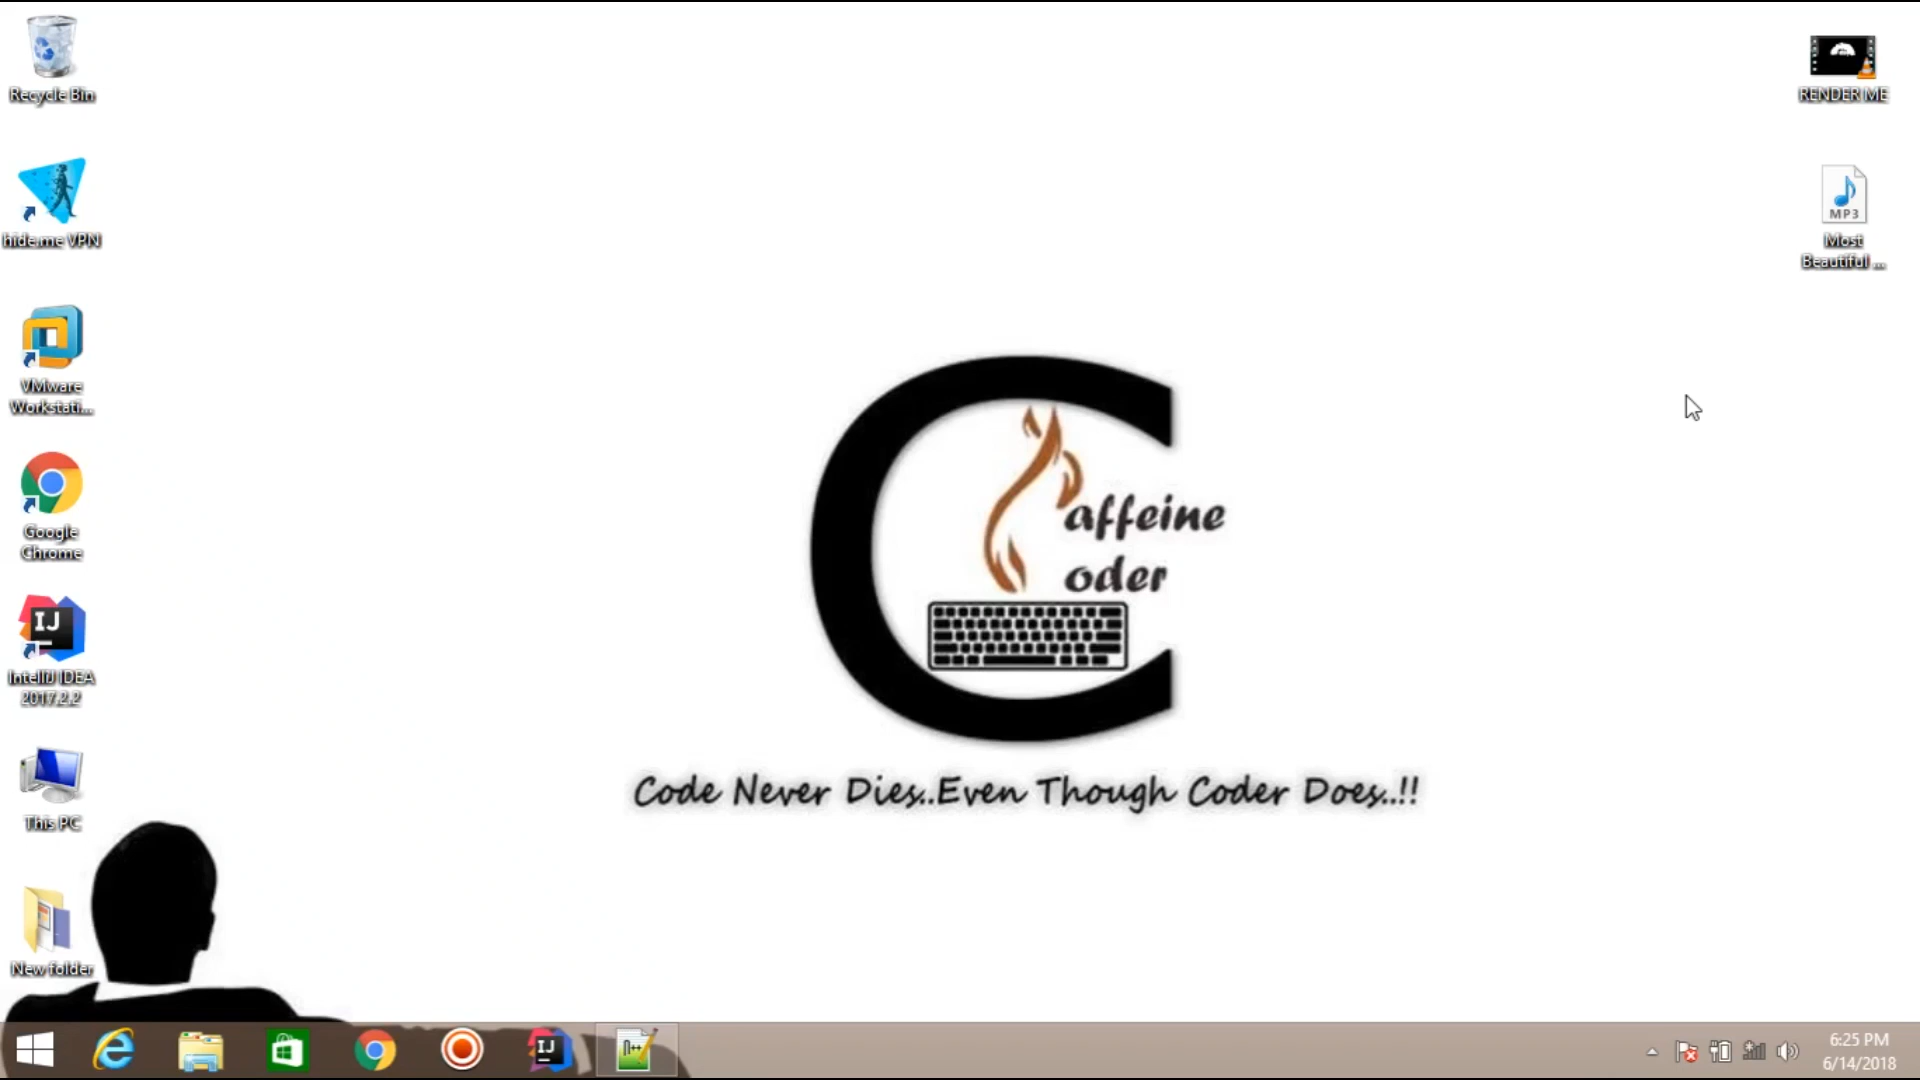 Recycle Bin
RENDER ME
hide.me VPN
MP3
Most
Beautiful ...
VMware
Workstati...
Google
Chrome
affeine
oder
IJ
IntelliJ IDEA
2017.2.2
Code Never Dies..Even Though Coder Does..!!
This PC
New folder
IJ
n++
6:25 PM
6/14/2018